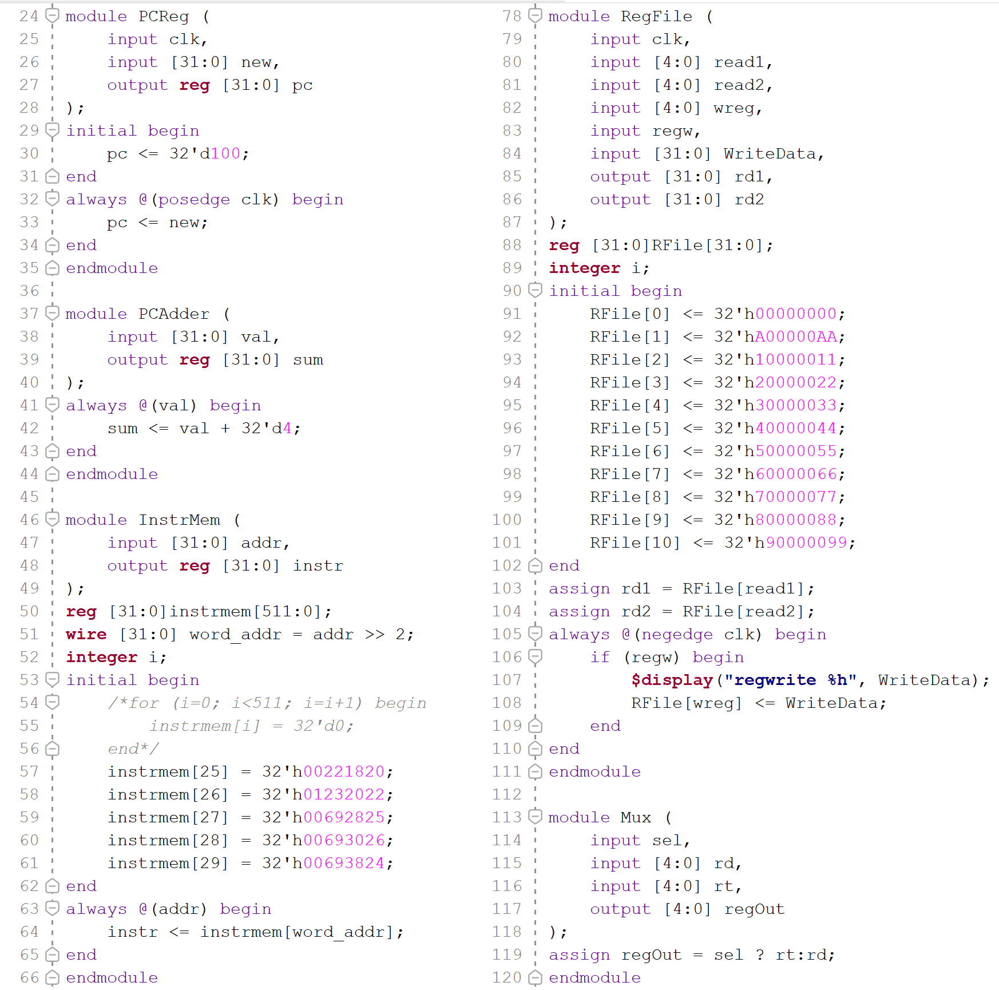 24 module PCReg (
25     input clk,
26     input [31:0] new,
27     output reg [31:0] pc
28 );
29 initial begin
30     pc <= 32'd100;
31 end
32 always @(posedge clk) begin
33     pc <= new;
34 end
35 endmodule
36
37 module PCAdder (
38     input [31:0] val,
39     output reg [31:0] sum
40 );
41 always @(val) begin
42     sum <= val + 32'd4;
43 end
44 endmodule
45
46 module InstrMem (
47     input [31:0] addr,
48     output reg [31:0] instr
49 );
50 reg [31:0]instrmem[511:0];
51 wire [31:0] word_addr = addr >> 2;
52 integer i;
53 initial begin
54     /*for (i=0; i<511; i=i+1) begin
55         instrmem[i] = 32'd0;
56     end*/
57     instrmem[25] = 32'h00221820;
58     instrmem[26] = 32'h01232022;
59     instrmem[27] = 32'h00692825;
60     instrmem[28] = 32'h00693026;
61     instrmem[29] = 32'h00693824;
62 end
63 always @(addr) begin
64     instr <= instrmem[word_addr];
65 end
66 endmodule
78 module RegFile (
79     input clk,
80     input [4:0] read1,
81     input [4:0] read2,
82     input [4:0] wreg,
83     input regw,
84     input [31:0] WriteData,
85     output [31:0] rd1,
86     output [31:0] rd2
87 );
88 reg [31:0]RFile[31:0];
89 integer i;
90 initial begin
91     RFile[0] <= 32'h00000000;
92     RFile[1] <= 32'hA00000AA;
93     RFile[2] <= 32'h10000011;
94     RFile[3] <= 32'h20000022;
95     RFile[4] <= 32'h30000033;
96     RFile[5] <= 32'h40000044;
97     RFile[6] <= 32'h50000055;
98     RFile[7] <= 32'h60000066;
99     RFile[8] <= 32'h70000077;
100     RFile[9] <= 32'h80000088;
101     RFile[10] <= 32'h90000099;
102 end
103 assign rd1 = RFile[read1];
104 assign rd2 = RFile[read2];
105 always @(negedge clk) begin
106     if (regw) begin
107         $display("regwrite %h", WriteData);
108         RFile[wreg] <= WriteData;
109     end
110 end
111 endmodule
112
113 module Mux (
114     input sel,
115     input [4:0] rd,
116     input [4:0] rt,
117     output [4:0] regOut
118 );
119 assign regOut = sel ? rt:rd;
120 endmodule